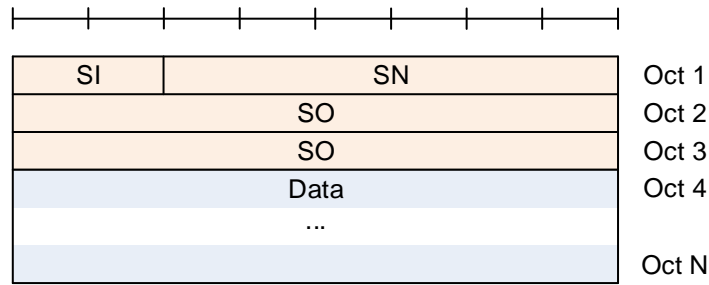 SI SN Oct 1
SO Oct 2
SO Oct 3
Data Oct 4
...
Oct N